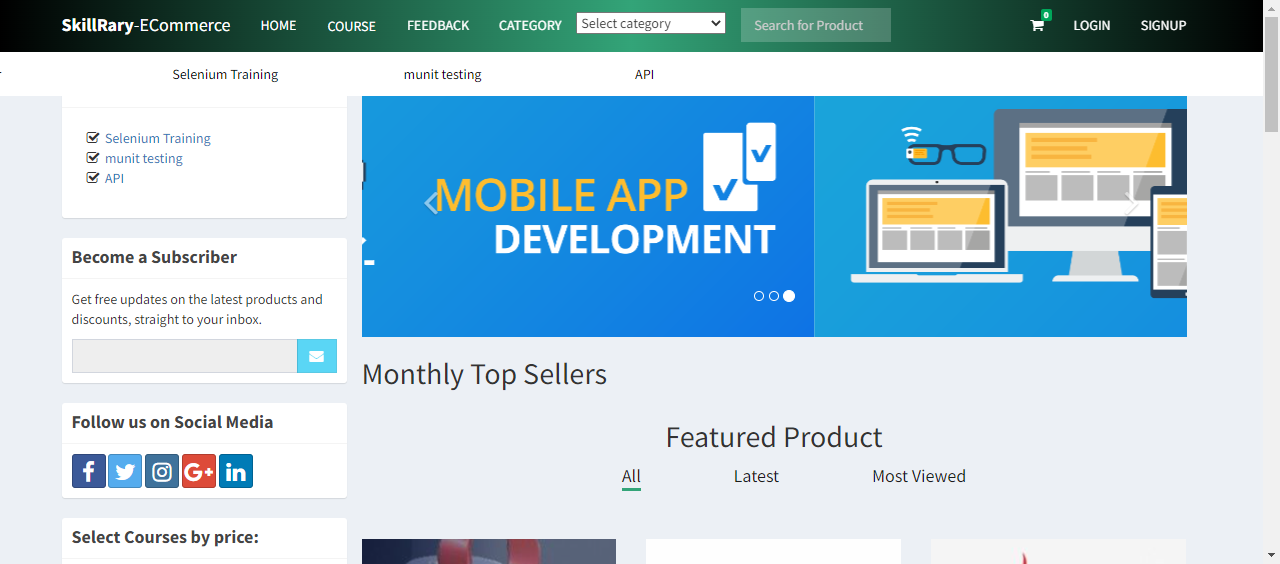 SkillRary-ECommerce HOME COURSE FEEDBACK CATEGORY Select category Search for Product 0 LOGIN SIGNUP
Selenium Training munit testing API
Selenium Training
munit testing
API
MOBILE APP
DEVELOPMENT
Become a Subscriber
Get free updates on the latest products and
discounts, straight to your inbox.
Follow us on Social Media
Select Courses by price:
Monthly Top Sellers
Featured Product
All Latest Most Viewed